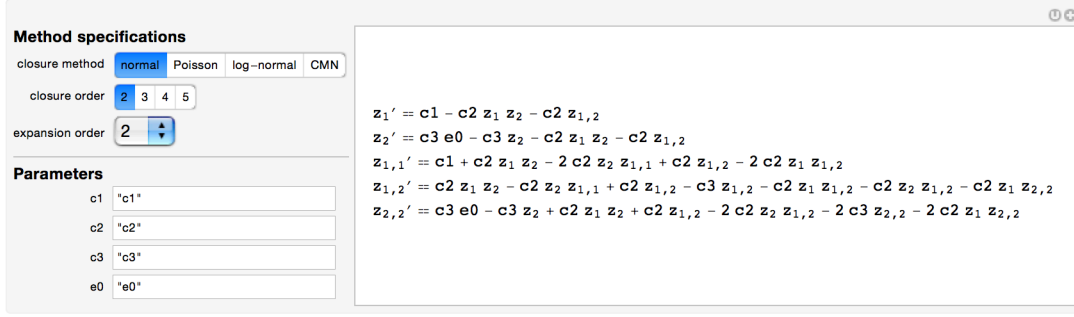 Method specifications
closure method normal Poisson log-normal CMN
closure order 2 3 4 5
expansion order 2
Parameters
c1 "c1"
c2 "c2"
c3 "c3"
e0 "e0"
z₁′ == c1 - c2 z₁ z₂ - c2 z₁,₂
z₂′ == c3 e0 - c3 z₂ - c2 z₁ z₂ - c2 z₁,₂
z₁,₁′ == c1 + c2 z₁ z₂ - 2 c2 z₂ z₁,₁ + c2 z₁,₂ - 2 c2 z₁ z₁,₂
z₁,₂′ == c2 z₁ z₂ - c2 z₂ z₁,₁ + c2 z₁,₂ - c3 z₁,₂ - c2 z₁ z₁,₂ - c2 z₂ z₁,₂ - c2 z₁ z₂,₂
z₂,₂′ == c3 e0 - c3 z₂ + c2 z₁ z₂ + c2 z₁,₂ - 2 c2 z₂ z₁,₂ - 2 c3 z₂,₂ - 2 c2 z₁ z₂,₂